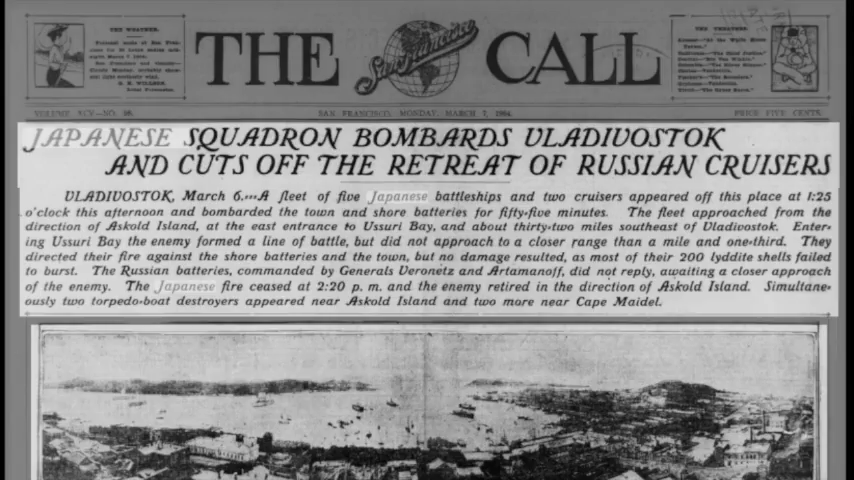 THE WEATHER.
THE San Francisco CALL
THE THEATERS.
VOLUME XCV—NO. 98.
SAN FRANCISCO, MONDAY, MARCH 7, 1904.
PRICE FIVE CENTS.
JAPANESE SQUADRON BOMBARDS VLADIVOSTOK
AND CUTS OFF THE RETREAT OF RUSSIAN CRUISERS
VLADIVOSTOK, March 6.---A fleet of five Japanese battleships and two cruisers appeared off this place at 1:25
o'clock this afternoon and bombarded the town and shore batteries for fifty-five minutes. The fleet approached from the
direction of Askold Island, at the east entrance to Ussuri Bay, and about thirty-two miles southeast of Vladivostok. Enter-
ing Ussuri Bay the enemy formed a line of battle, but did not approach to a closer range than a mile and one-third. They
directed their fire against the shore batteries and the town, but no damage resulted, as most of their 200 lyddite shells failed
to burst. The Russian batteries, commanded by Generals Veronetz and Artamanoff, did not reply, awaiting a closer approach
of the enemy. The Japanese fire ceased at 2:20 p. m. and the enemy retired in the direction of Askold Island. Simultane-
ously two torpedo-boat destroyers appeared near Askold Island and two more near Cape Maidel.